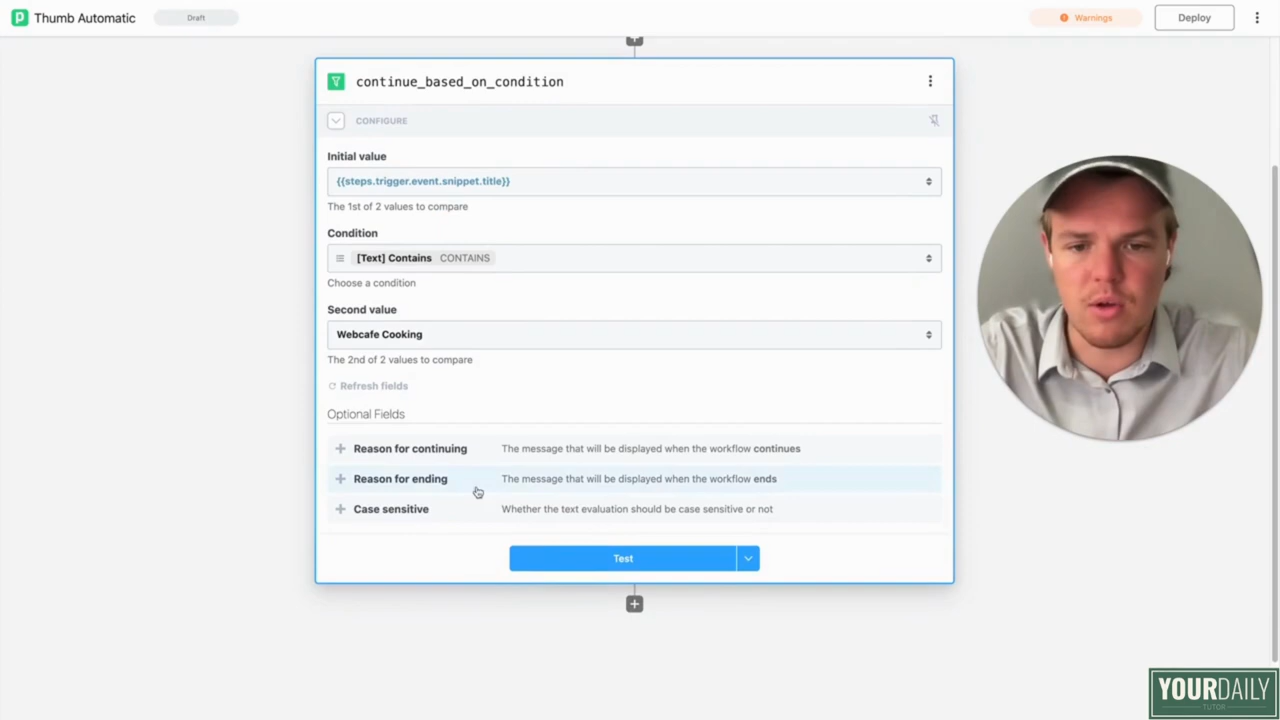 Thumb Automatic
Draft
Warnings
Deploy
continue_based_on_condition
CONFIGURE
Initial value
{{steps.trigger.event.snippet.title}}
The 1st of 2 values to compare
Condition
[Text] Contains CONTAINS
Choose a condition
Second value
Webcafe Cooking
The 2nd of 2 values to compare
Refresh fields
Optional Fields
Reason for continuing The message that will be displayed when the workflow continues
Reason for ending The message that will be displayed when the workflow ends
Case sensitive Whether the text evaluation should be case sensitive or not
Test
YOURDAILY
TUTOR